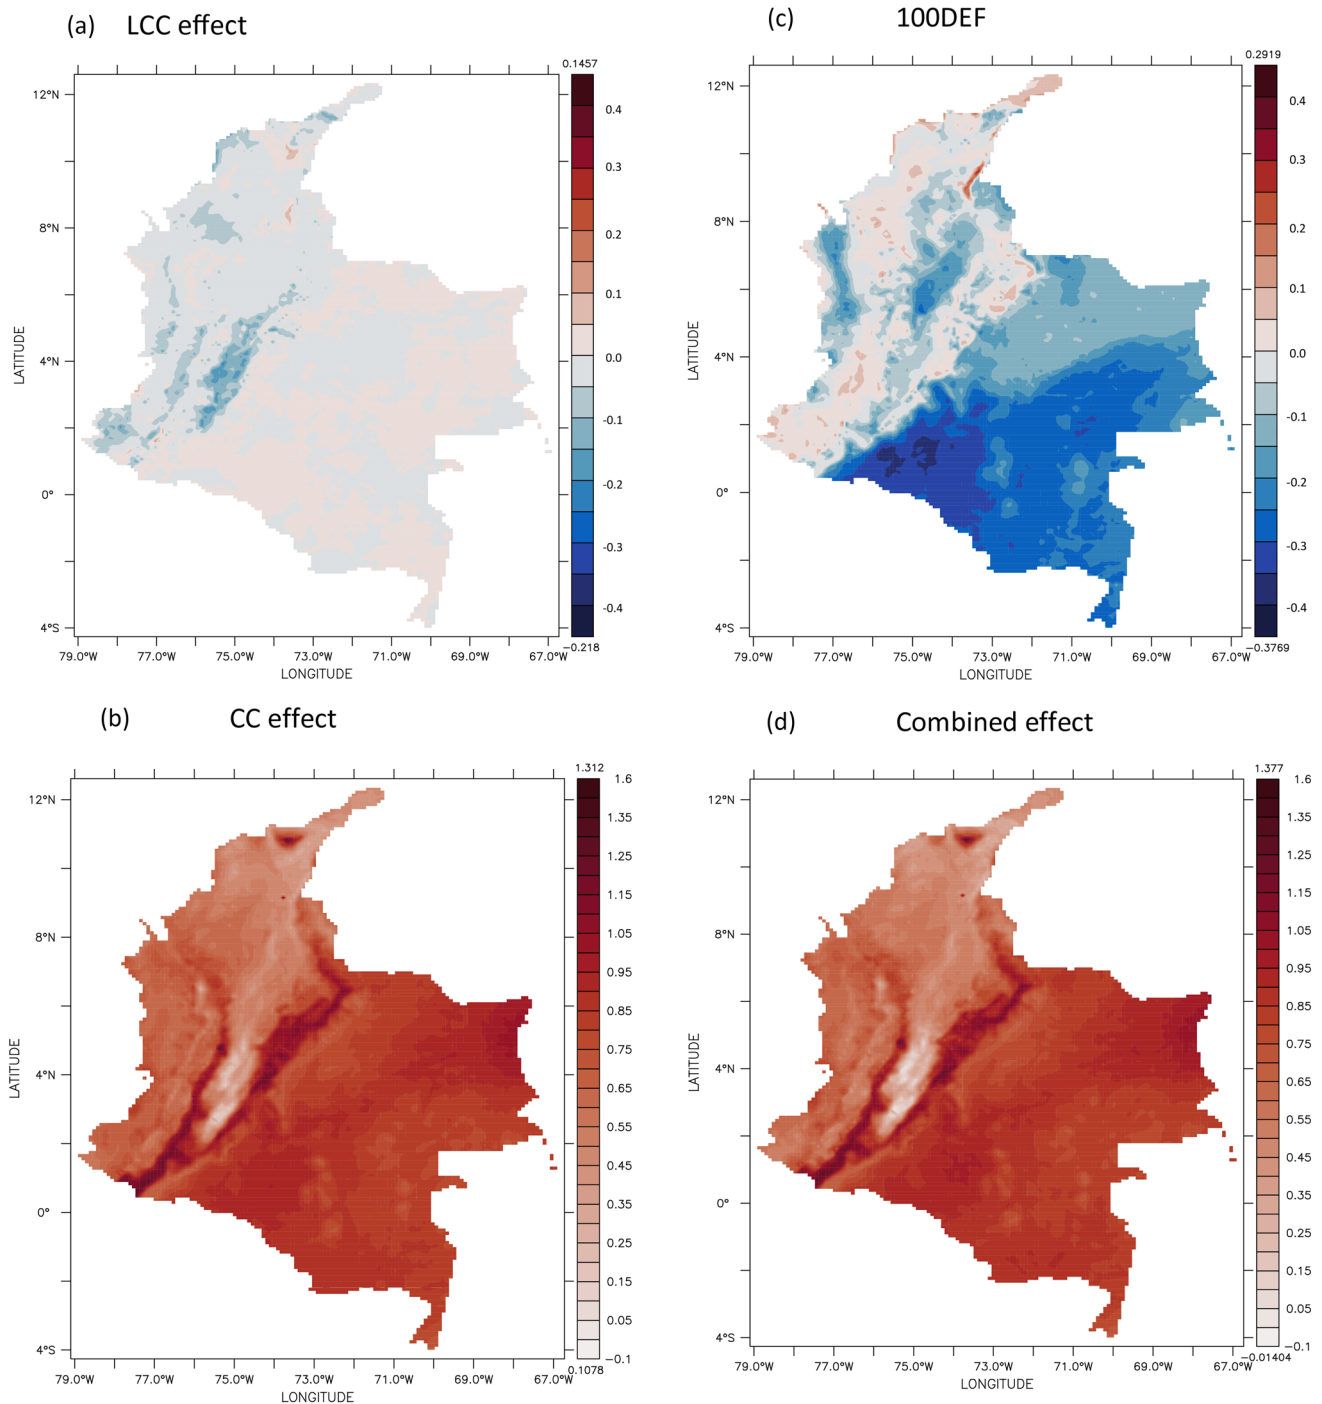 (a) LCC effect
0.1457
12°N
8°N
4°N
0°
4°S
LATITUDE
79.0°W 77.0°W 75.0°W 73.0°W 71.0°W 69.0°W 67.0°W
LONGITUDE
0.4
0.3
0.2
0.1
0.0
-0.1
-0.2
-0.3
-0.4
−0.218
(c) 100DEF
0.2919
12°N
8°N
4°N
0°
4°S
LATITUDE
79.0°W 77.0°W 75.0°W 73.0°W 71.0°W 69.0°W 67.0°W
LONGITUDE
0.4
0.3
0.2
0.1
0.0
-0.1
-0.2
-0.3
-0.4
−0.3769
(b) CC effect
1.312
12°N
8°N
4°N
0°
4°S
LATITUDE
79.0°W 77.0°W 75.0°W 73.0°W 71.0°W 69.0°W 67.0°W
LONGITUDE
1.6
1.35
1.25
1.15
1.05
0.95
0.85
0.75
0.65
0.55
0.45
0.35
0.25
0.15
0.05
−0.1
0.1078
(d) Combined effect
1.377
12°N
8°N
4°N
0°
4°S
LATITUDE
79.0°W 77.0°W 75.0°W 73.0°W 71.0°W 69.0°W 67.0°W
LONGITUDE
1.6
1.35
1.25
1.15
1.05
0.95
0.85
0.75
0.65
0.55
0.45
0.35
0.25
0.15
0.05
−0.1
−0.01404